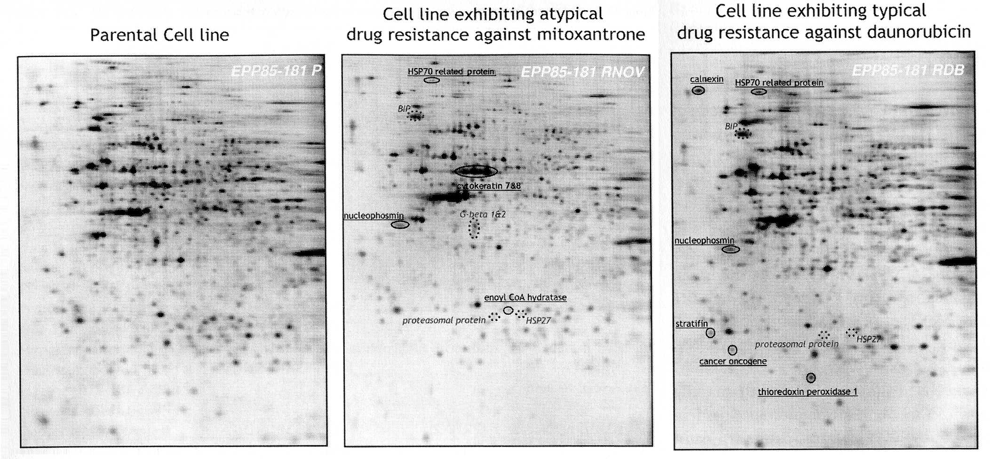 Parental Cell line
Cell line exhibiting atypical
drug resistance against mitoxantrone
Cell line exhibiting typical
drug resistance against daunorubicin
EPP85-181 P
EPP85-181 RNOV
HSP70 related protein
BIP
cytokeratin 7&8
nucleophosmin
G-beta 1&2
enoyl CoA hydratase
proteasomal protein
HSP27
EPP85-181 RDB
calnexin
HSP70 related protein
BIP
nucleophosmin
stratifin
HSP27
proteasomal protein
cancer oncogene
thioredoxin peroxidase 1